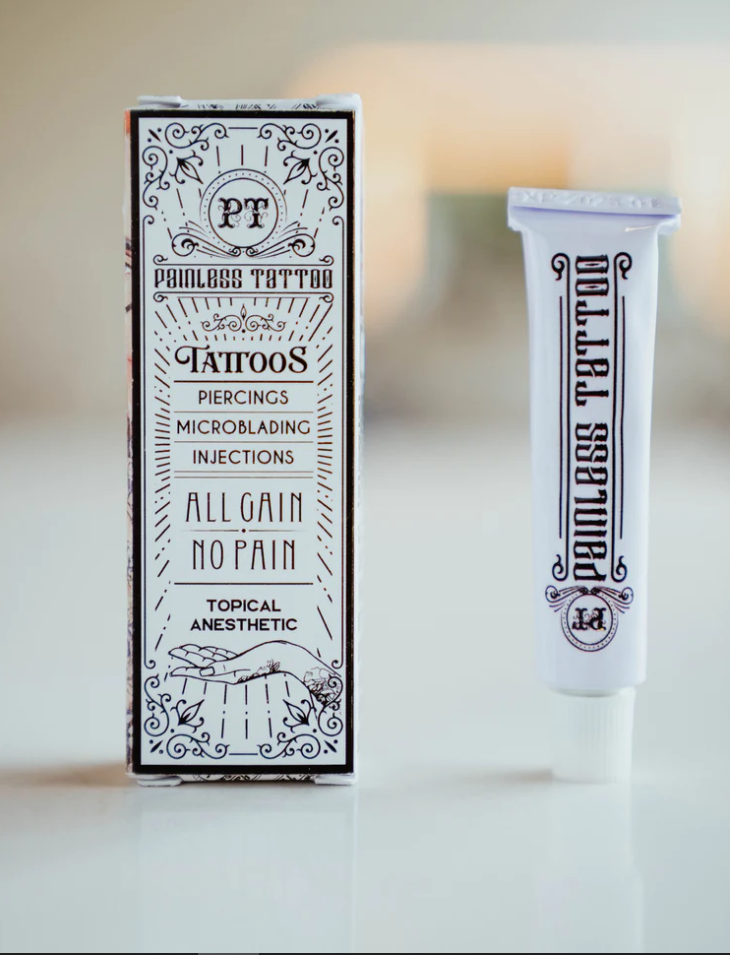 PT
PAINLESS TATTOO
TATTOOS
PIERCINGS
MICROBLADING
INJECTIONS
ALL GAIN
NO PAIN
TOPICAL
ANESTHETIC
PAINLESS TATTOO
PT